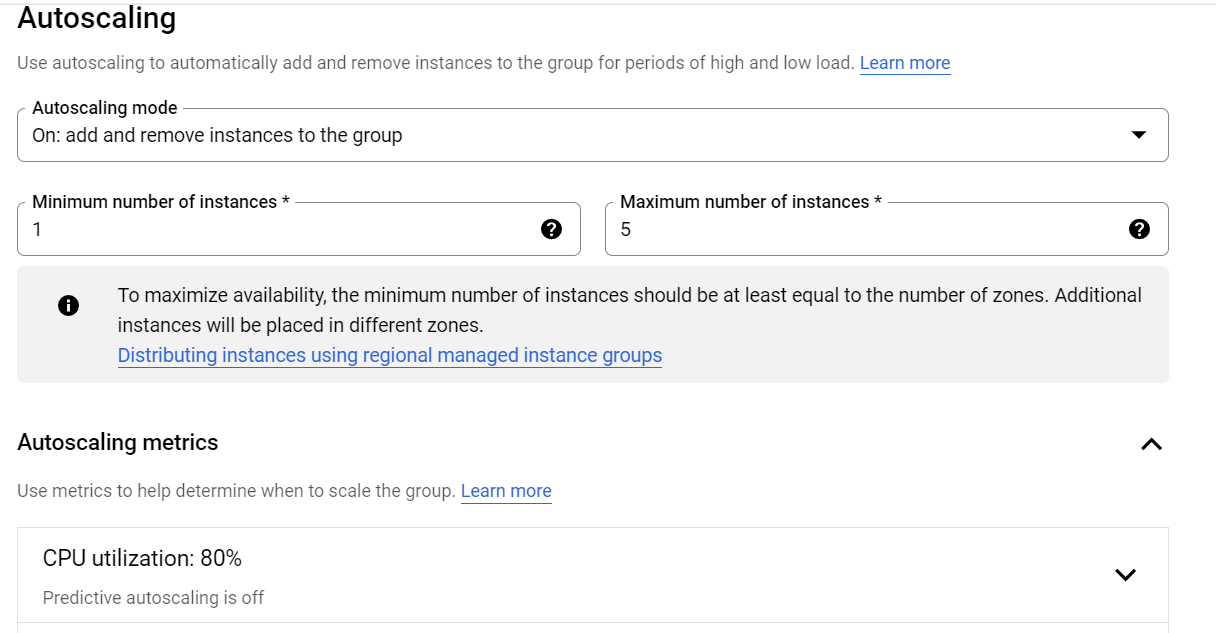 Autoscaling
Use autoscaling to automatically add and remove instances to the group for periods of high and low load. Learn more
Autoscaling mode
On: add and remove instances to the group
Minimum number of instances *
1
Maximum number of instances *
5
To maximize availability, the minimum number of instances should be at least equal to the number of zones. Additional
instances will be placed in different zones.
Distributing instances using regional managed instance groups
Autoscaling metrics
Use metrics to help determine when to scale the group. Learn more
CPU utilization: 80%
Predictive autoscaling is off